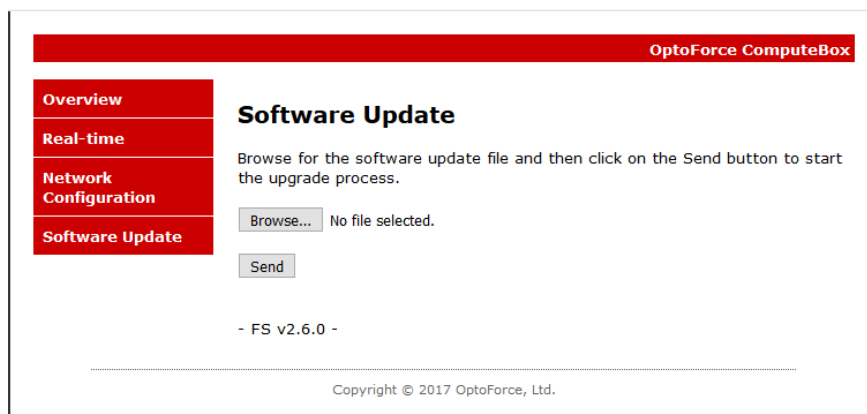 OptoForce ComputeBox
Overview
Real-time
Network
Configuration
Software Update
Software Update
Browse for the software update file and then click on the Send button to start
the upgrade process.
Browse... No file selected.
Send
- FS v2.6.0 -
Copyright © 2017 OptoForce, Ltd.